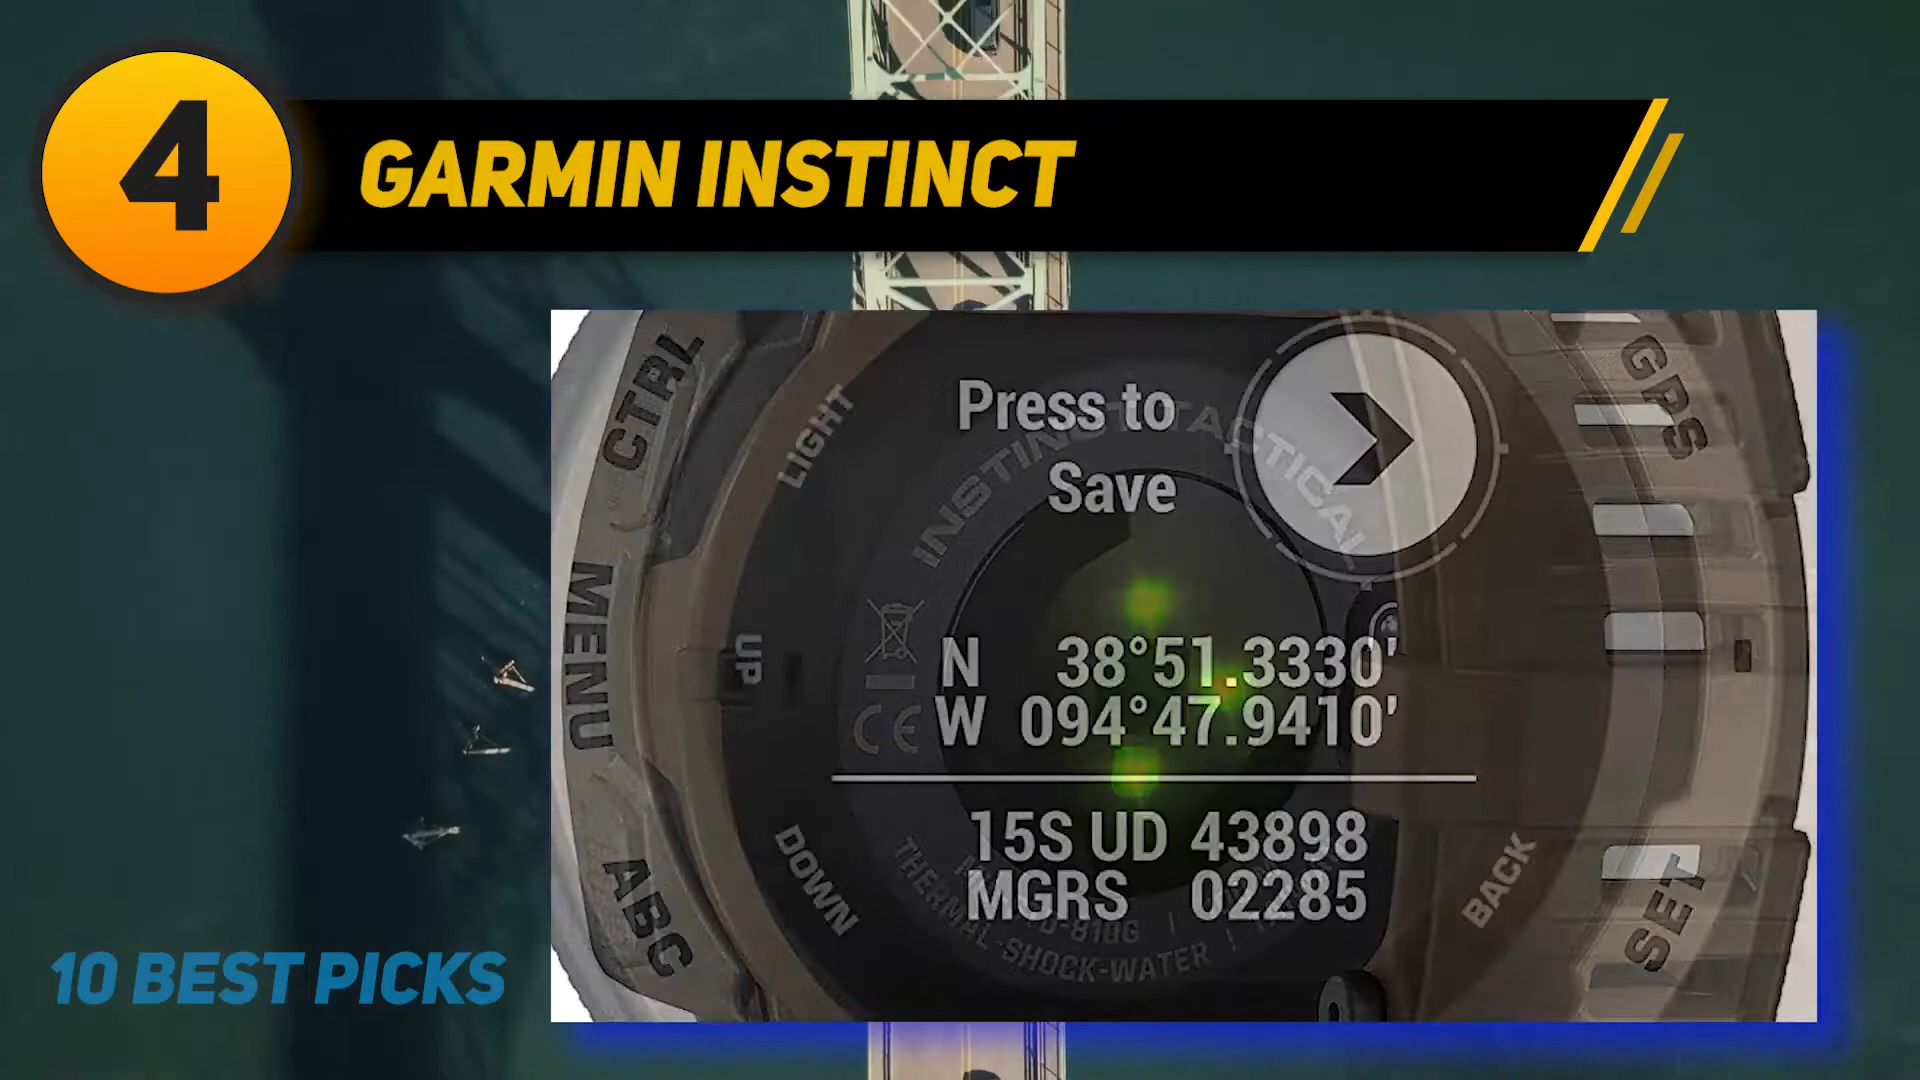 4
GARMIN INSTINCT
CTRL
LIGHT
GPS
Press to
Save
INSTINCT TACTICAL
MENU
UP
N 38°51.3330'
W 094°47.9410'
CE
15S UD 43898
MGRS 02285
DOWN
BACK
ABC
SET
THERMAL-SHOCK-WATER
10 BEST PICKS